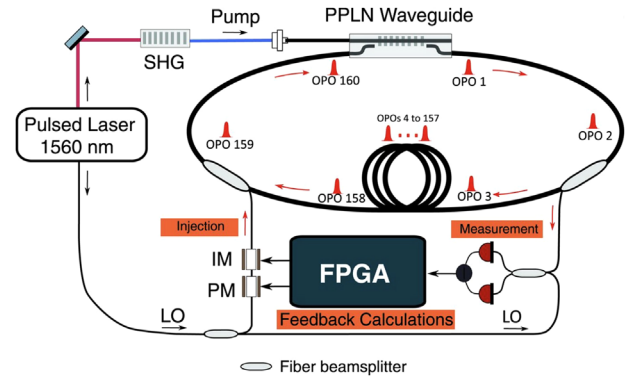 Pump
PPLN Waveguide
SHG
OPO 160
OPO 1
Pulsed Laser
1560 nm
OPO 159
OPOs 4 to 157
OPO 2
OPO 158
OPO 3
Injection
Measurement
IM
PM
FPGA
Feedback Calculations
LO
LO
Fiber beamsplitter